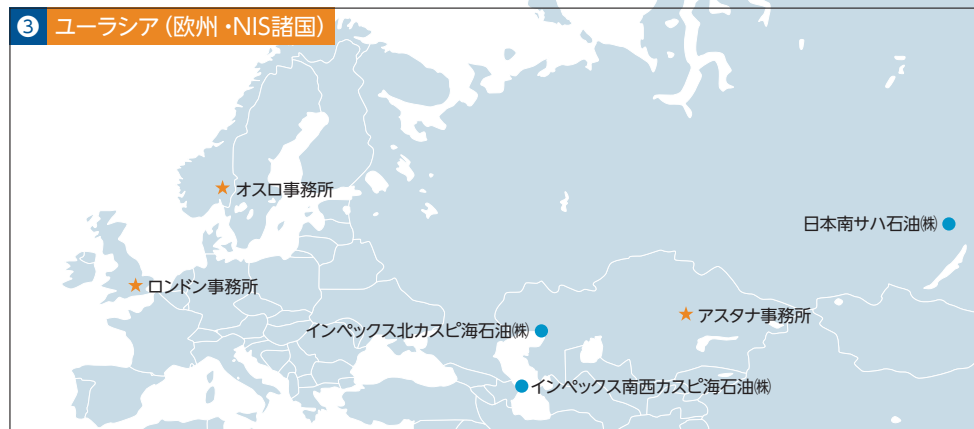 3 ユーラシア（欧州・NIS諸国）
オスロ事務所
日本南サハ石油㈱
ロンドン事務所
アスタナ事務所
インペックス北カスピ海石油㈱
インペックス南西カスピ海石油㈱